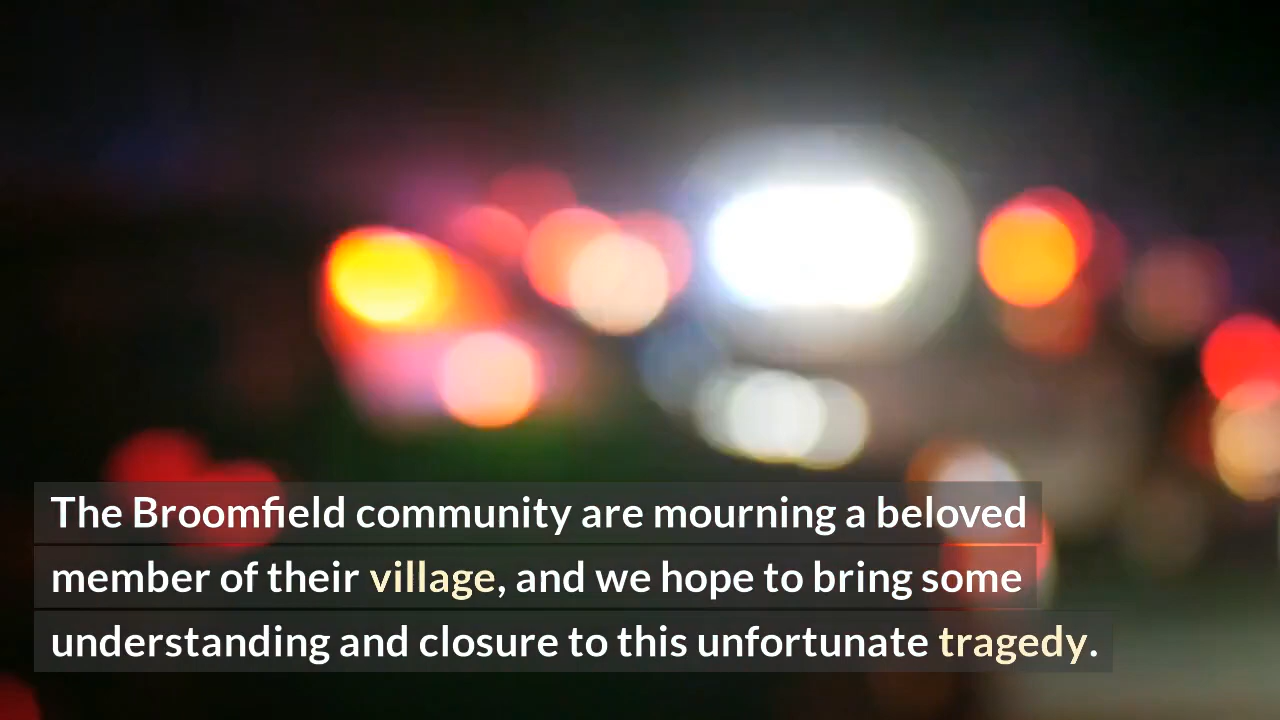 The Broomfield community are mourning a beloved
member of their village, and we hope to bring some
understanding and closure to this unfortunate tragedy.